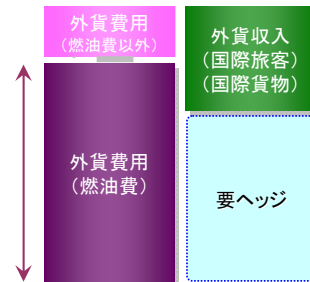 外貨費用
（燃油費以外）
外貨費用
（燃油費）
外貨収入
（国際旅客）
（国際貨物）
要ヘッジ